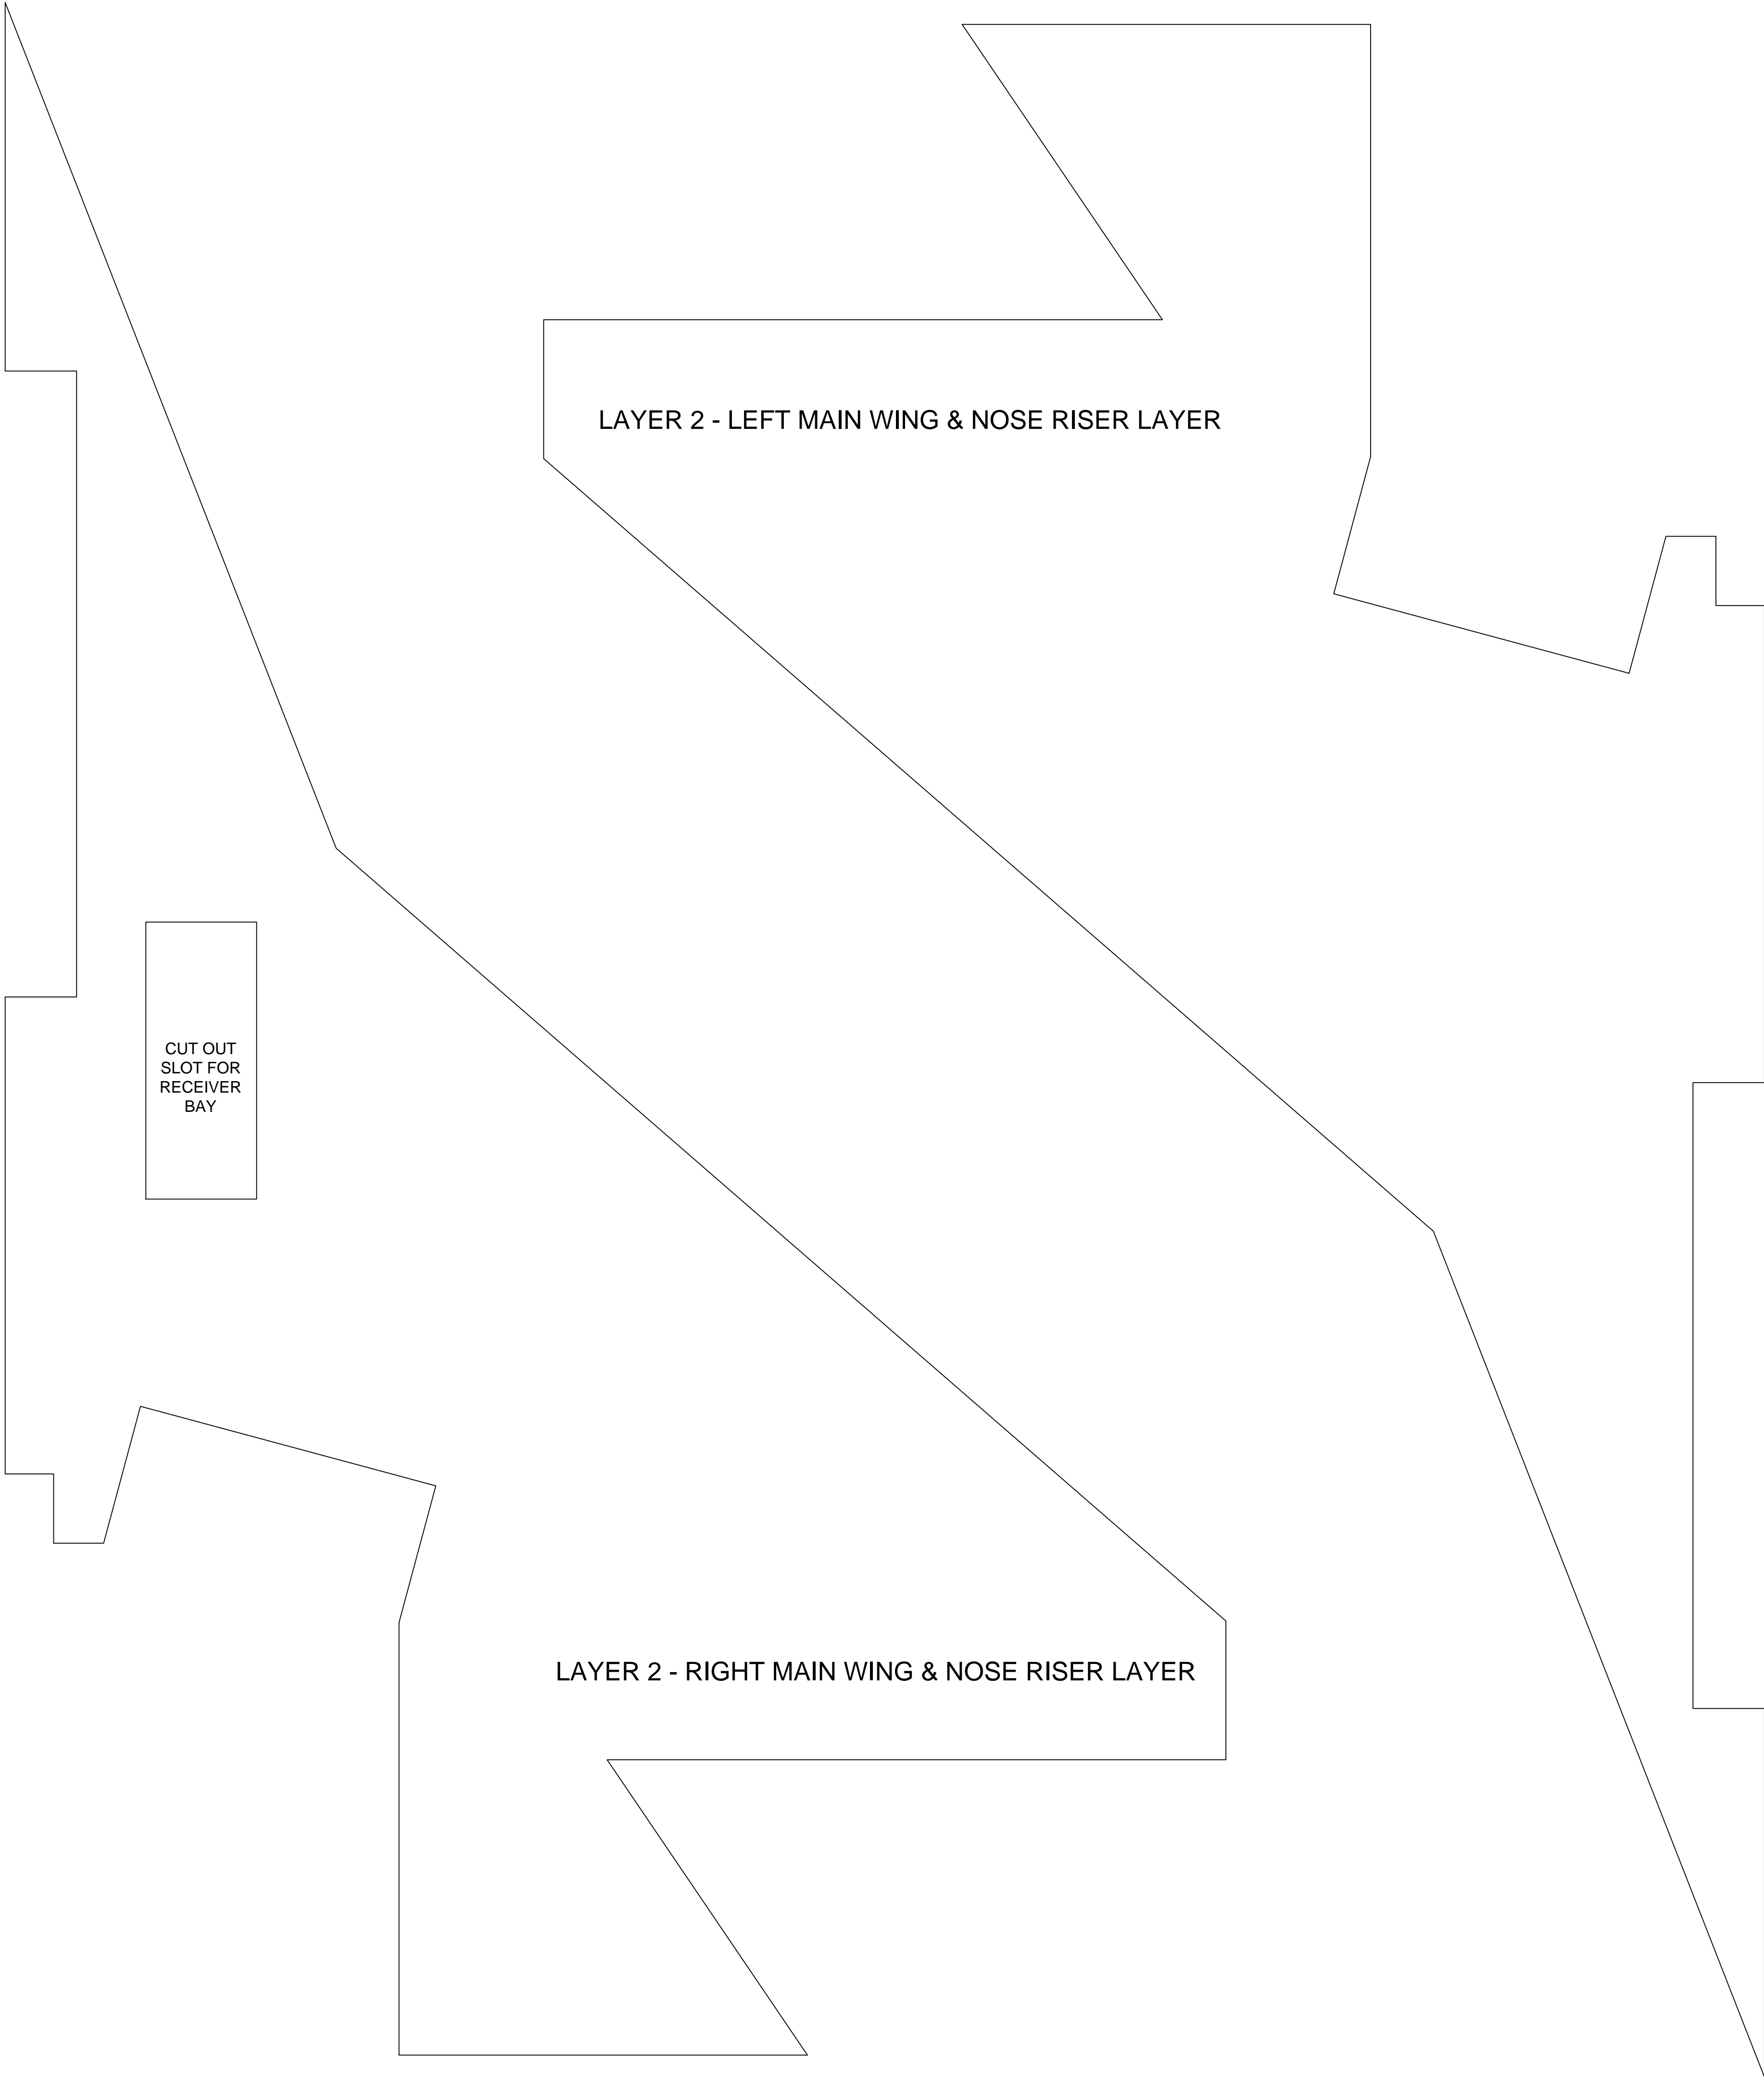 LAYER 2 - LEFT MAIN WING & NOSE RISER LAYER
CUT OUT
SLOT FOR
RECEIVER
BAY
LAYER 2 - RIGHT MAIN WING & NOSE RISER LAYER